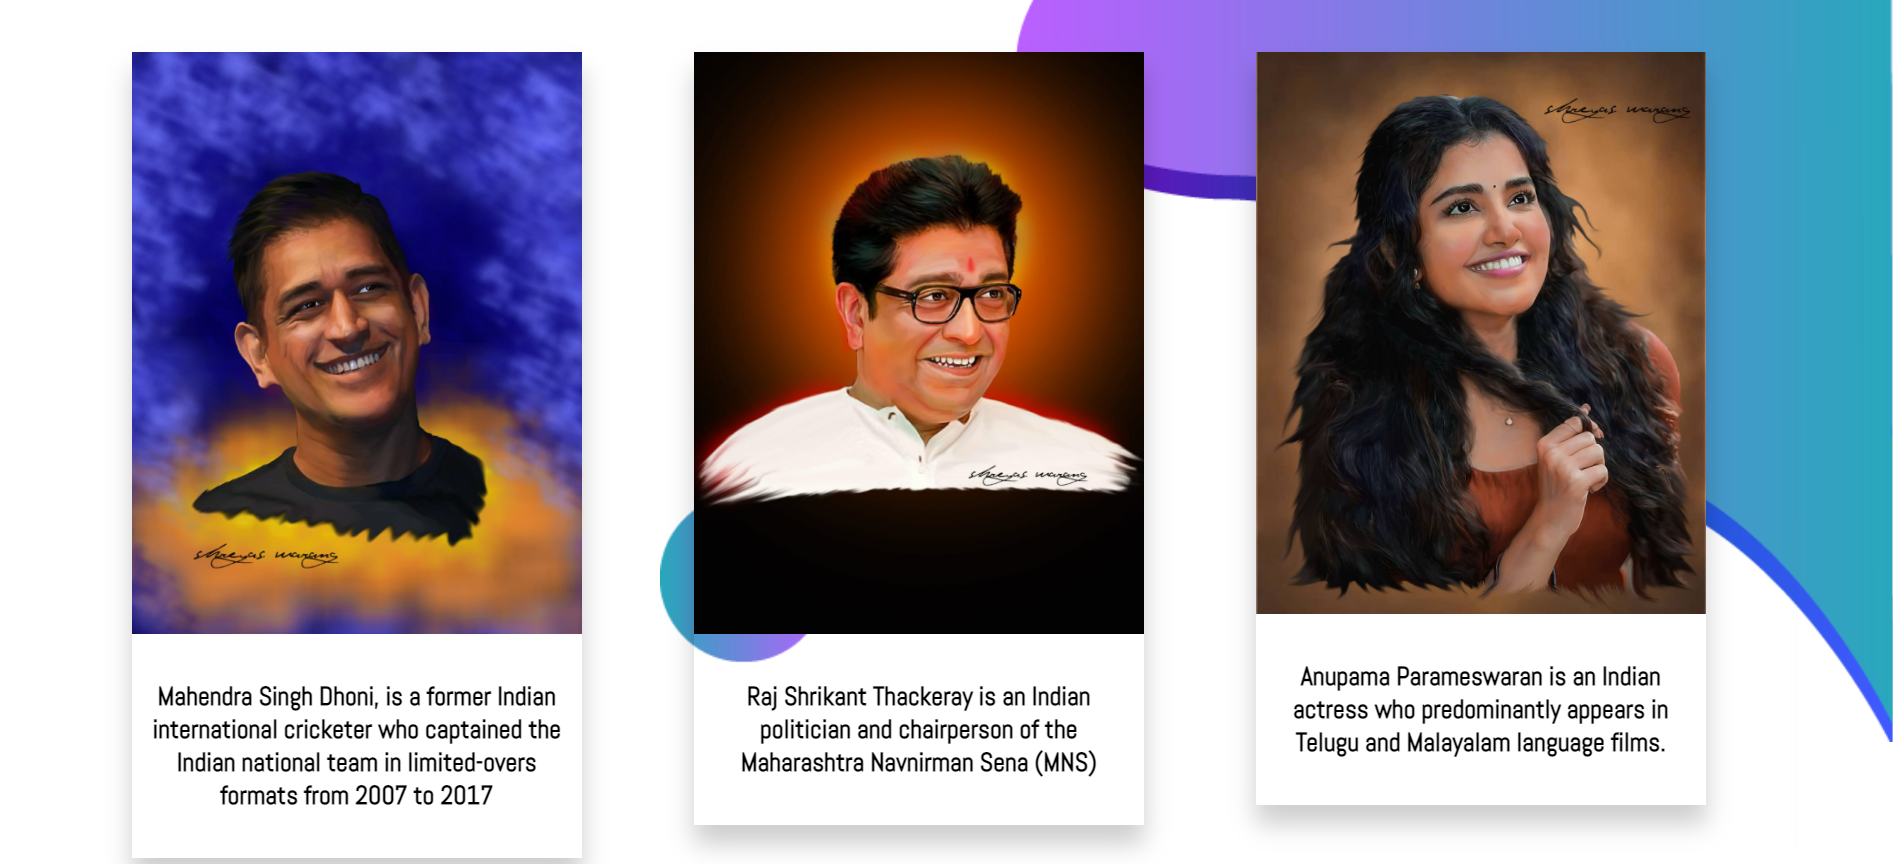 shreyas warang
Mahendra Singh Dhoni, is a former Indian
international cricketer who captained the
Indian national team in limited-overs
formats from 2007 to 2017
shreyas warang
Raj Shrikant Thackeray is an Indian
politician and chairperson of the
Maharashtra Navnirman Sena (MNS)
shreyas warang
Anupama Parameswaran is an Indian
actress who predominantly appears in
Telugu and Malayalam language films.